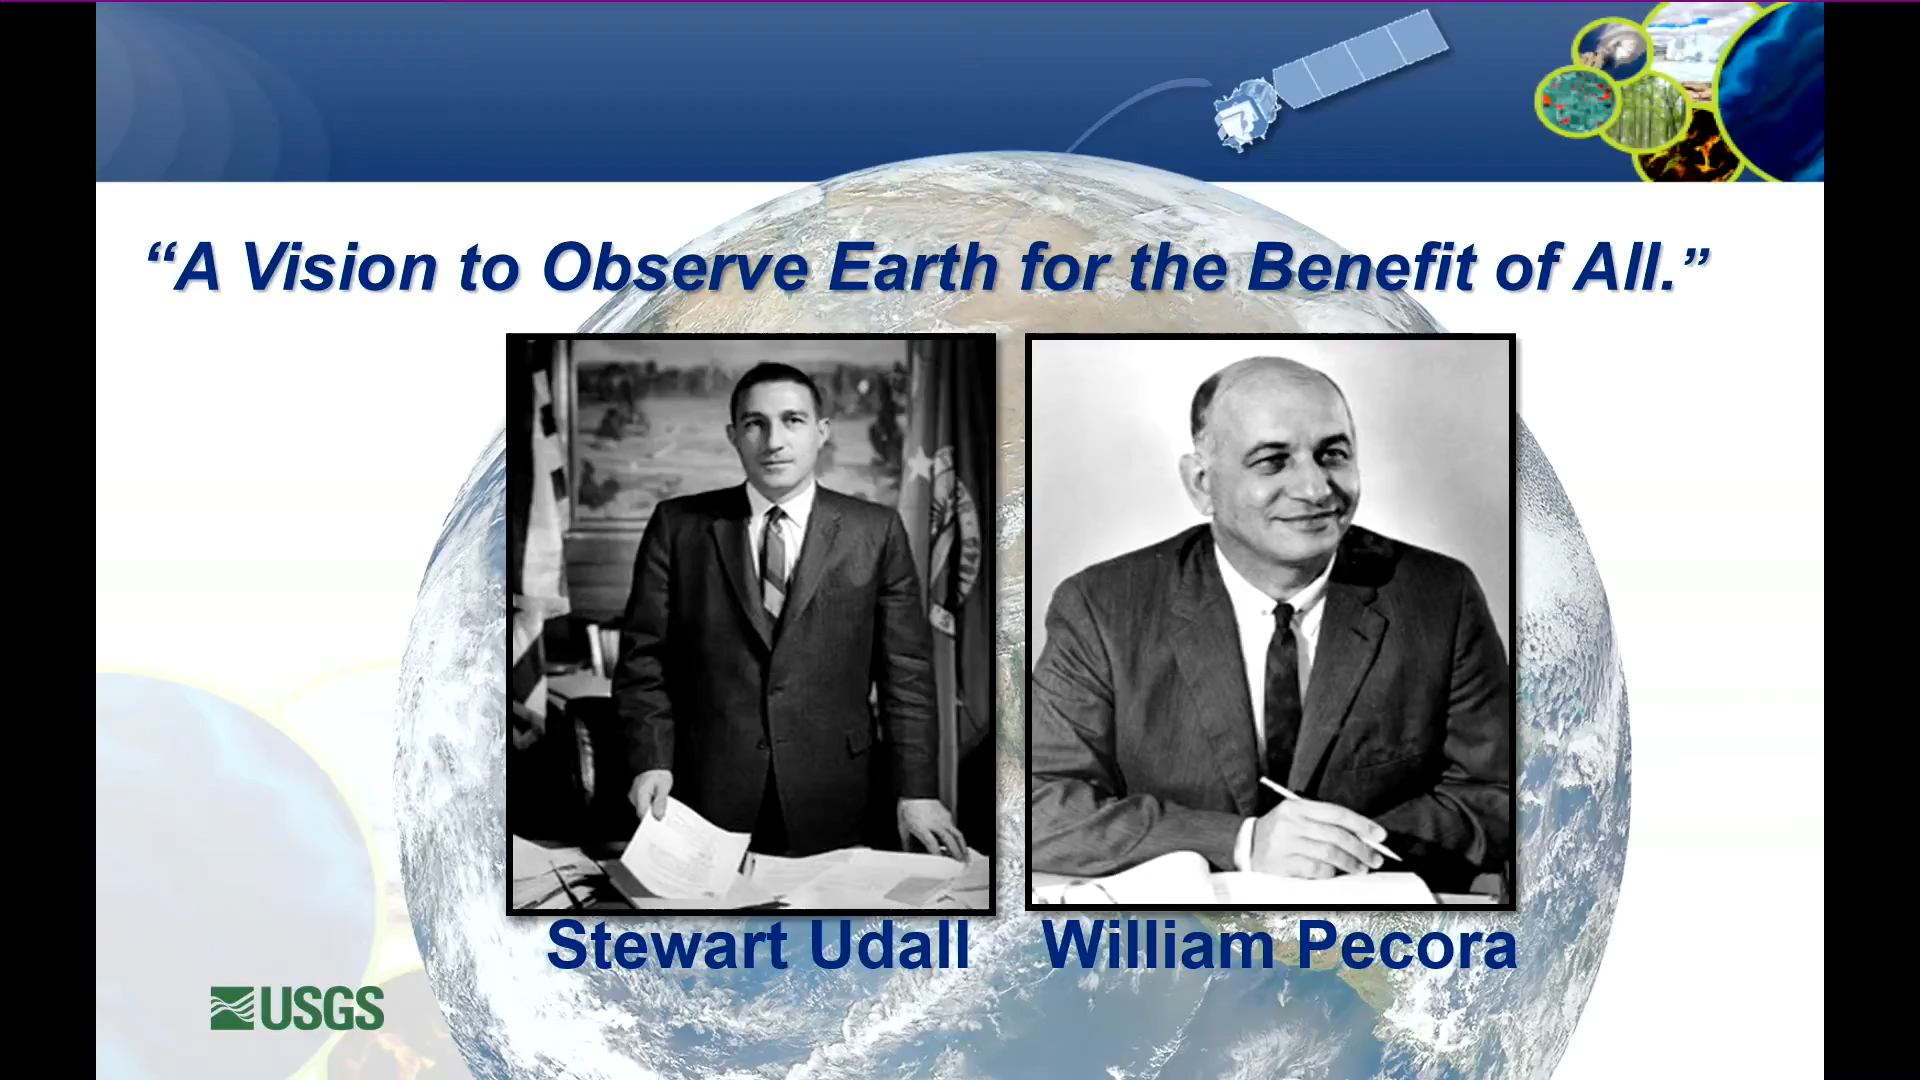 “A Vision to Observe Earth for the Benefit of All.”
Stewart Udall
William Pecora
USGS